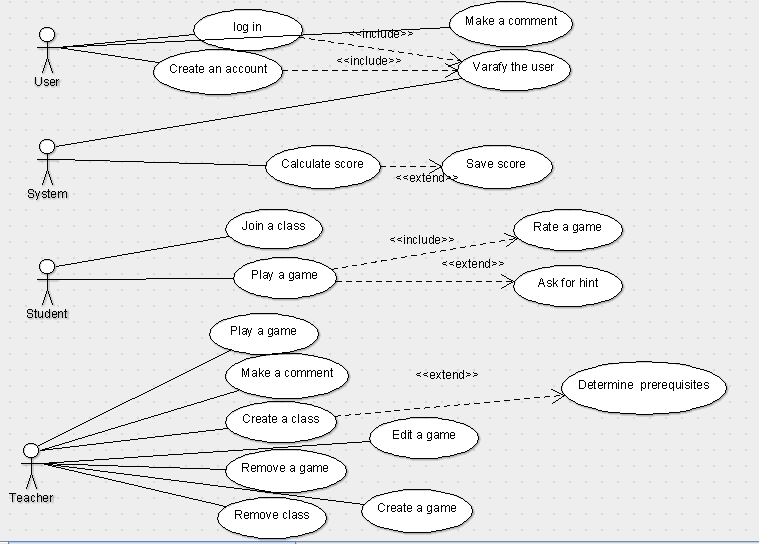 Make a comment
log in
<<include>>
<<include>>
Create an account
Varafy the user
User
Calculate score
Save score
<<extend>>
System
Join a class
Rate a game
<<include>>
<<extend>>
Play a game
Ask for hint
Student
Play a game
Make a comment
<<extend>>
Determine prerequisites
Create a class
Edit a game
Remove a game
Teacher
Create a game
Remove class